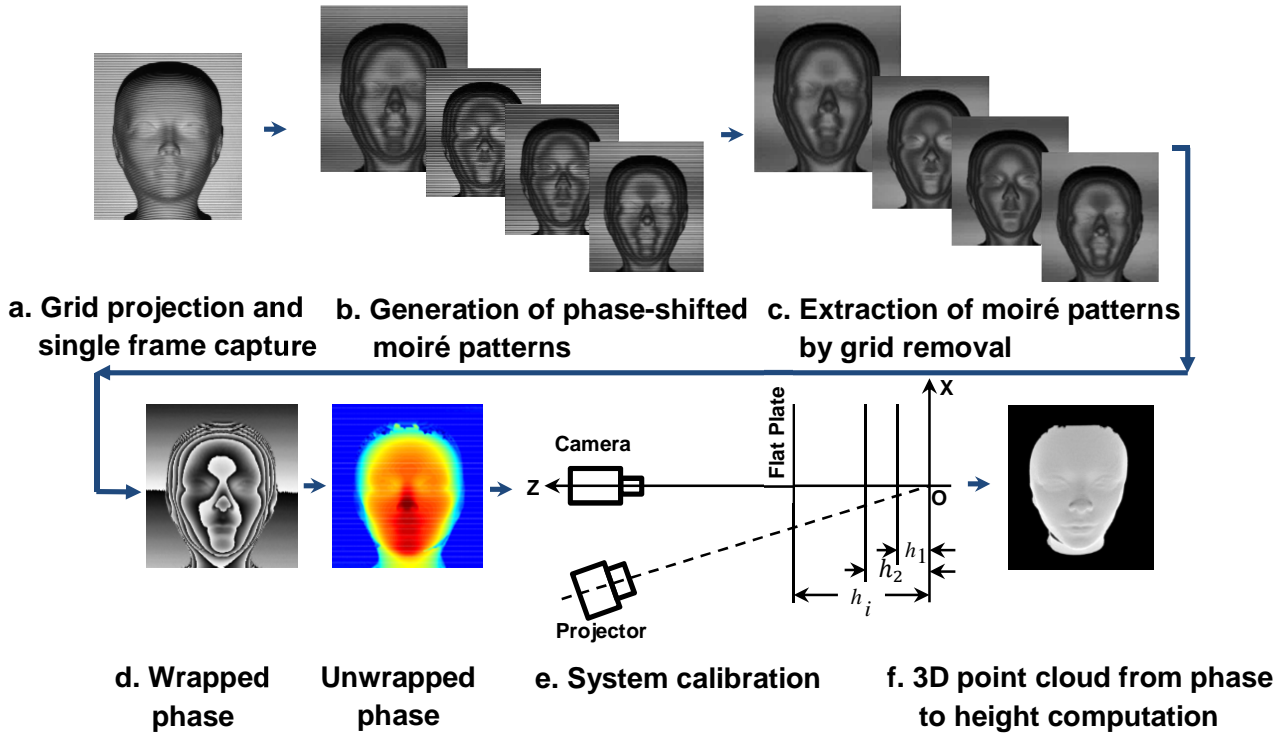 a. Grid projection and
single frame capture
b. Generation of phase-shifted
moiré patterns
c. Extraction of moiré patterns
by grid removal
Camera
Z
Projector
Flat Plate
X
O
h1
h2
hi
d. Wrapped
phase
Unwrapped
phase
e. System calibration
f. 3D point cloud from phase
to height computation